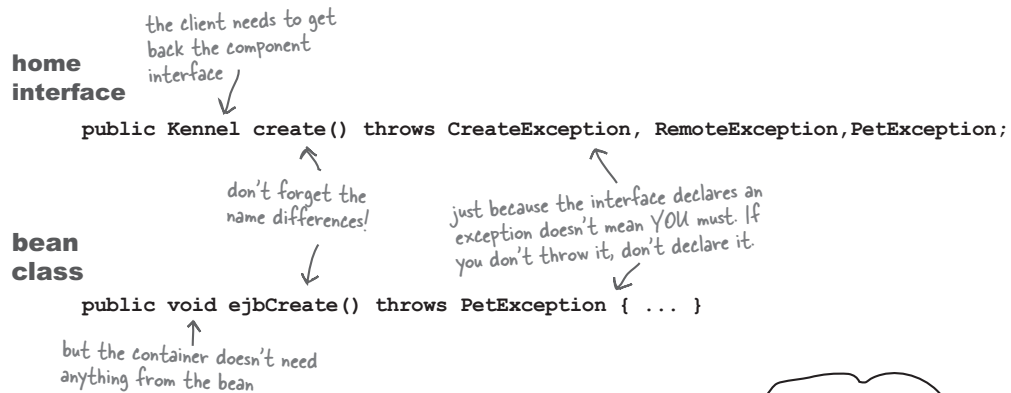 the client needs to get
back the component
interface
home
interface
public Kennel create() throws CreateException, RemoteException,PetException;
don't forget the
name differences!
just because the interface declares an
exception doesn't mean YOU must. If
you don't throw it, don't declare it.
bean
class
public void ejbCreate() throws PetException { ... }
but the container doesn't need
anything from the bean